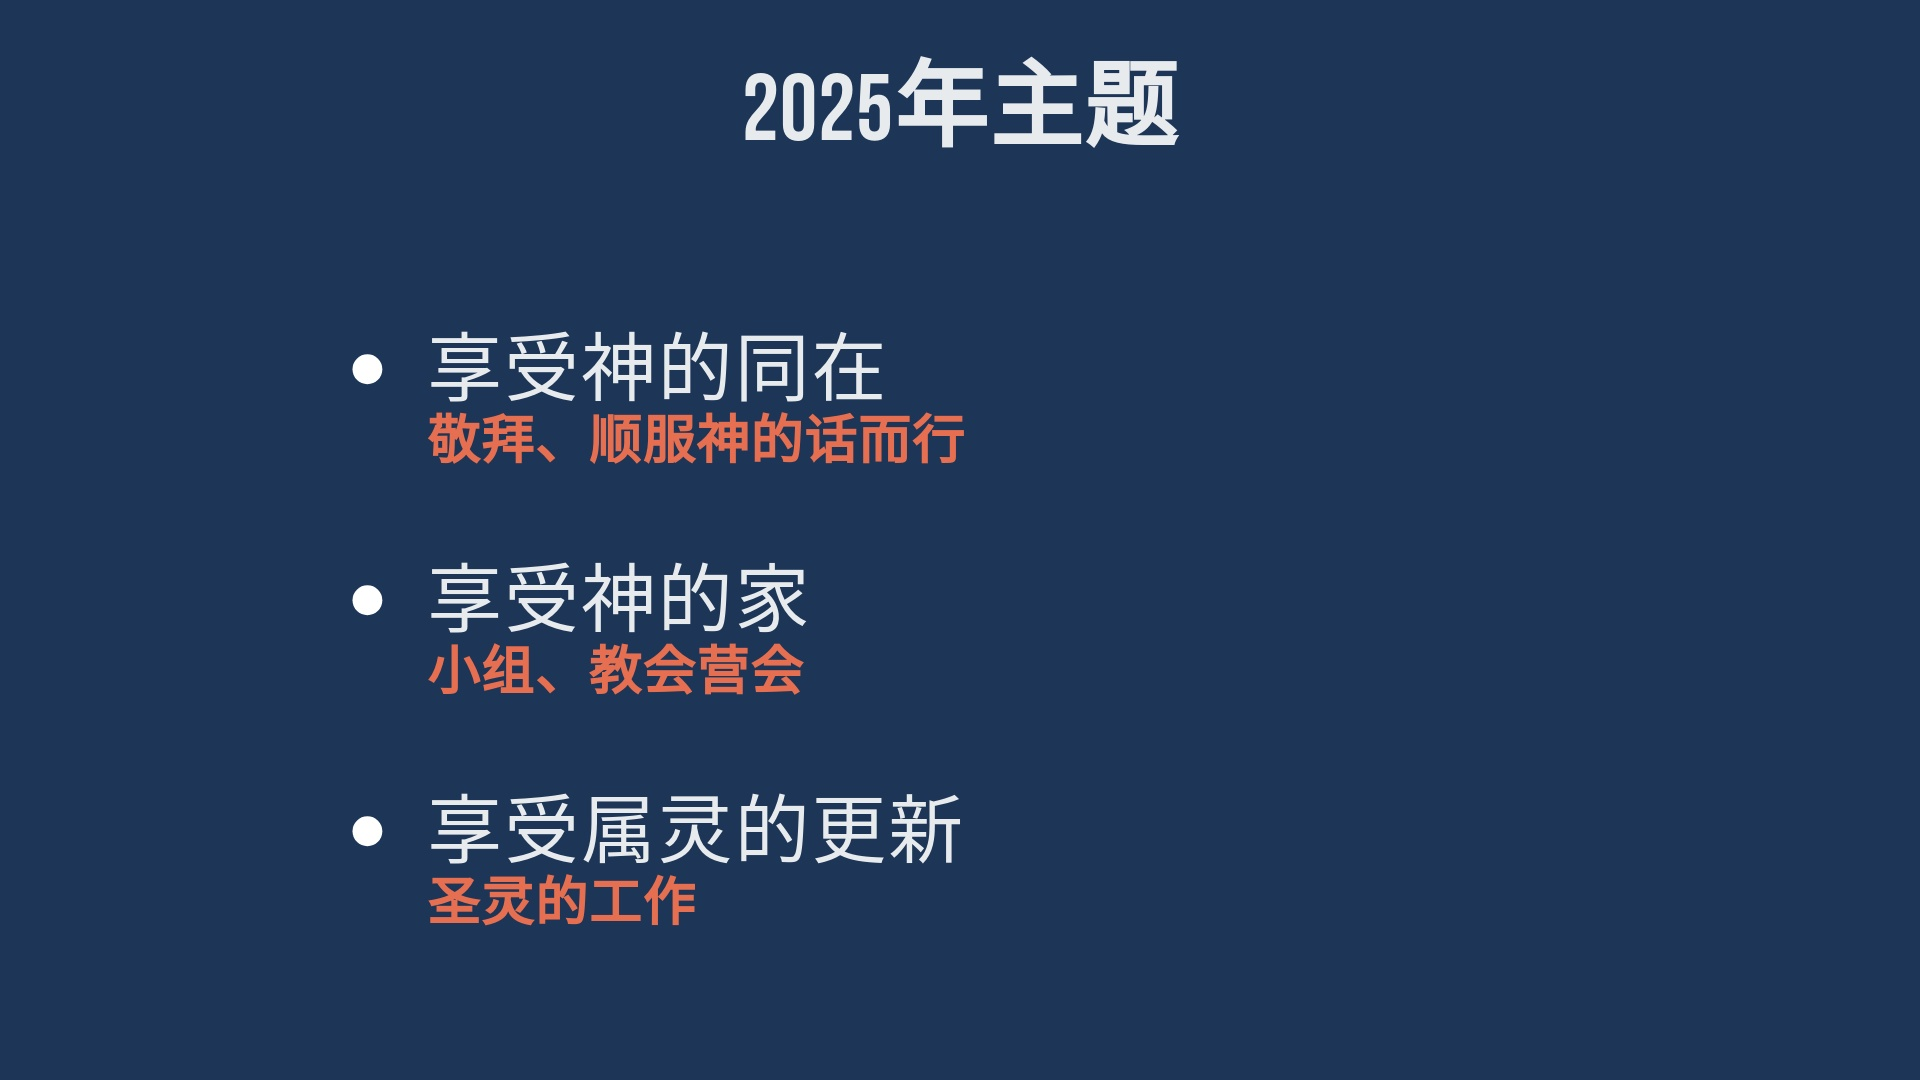 2025年主题
享受神的同在
敬拜、顺服神的话而行
享受神的家
小组、教会营会
享受属灵的更新
圣灵的工作